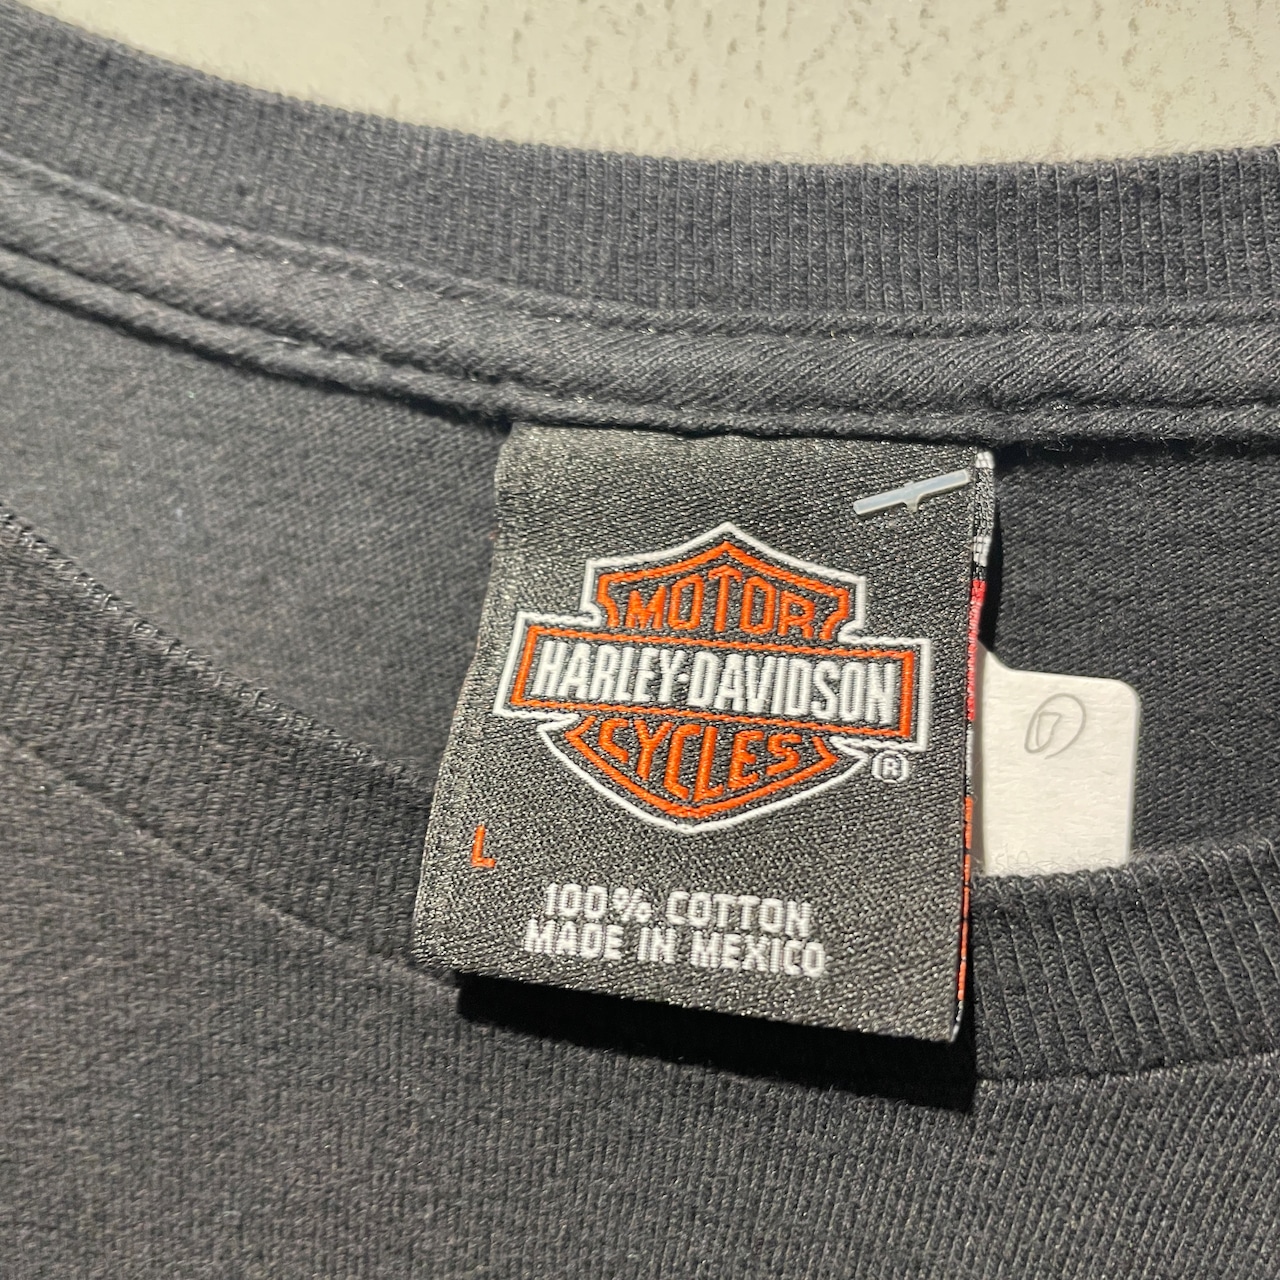 MOTOR
HARLEY-DAVIDSON
CYCLES
®
L
100% COTTON
MADE IN MEXICO